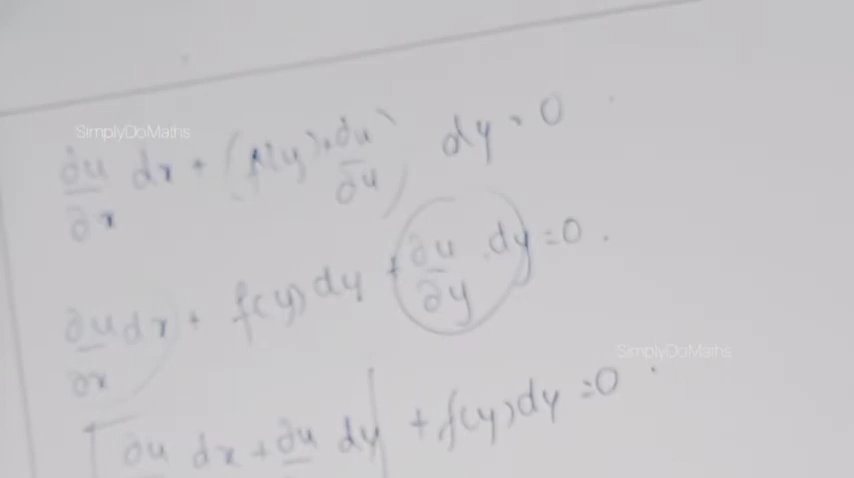 SimplyDoMaths
∂u/∂x dx + (f(y) + ∂u/∂y) dy = 0
∂u/∂x dx + f(y) dy + ∂u/∂y . dy = 0 .
SimplyDoMaths
[∂u dx + ∂u dy] + f(y) dy = 0 .